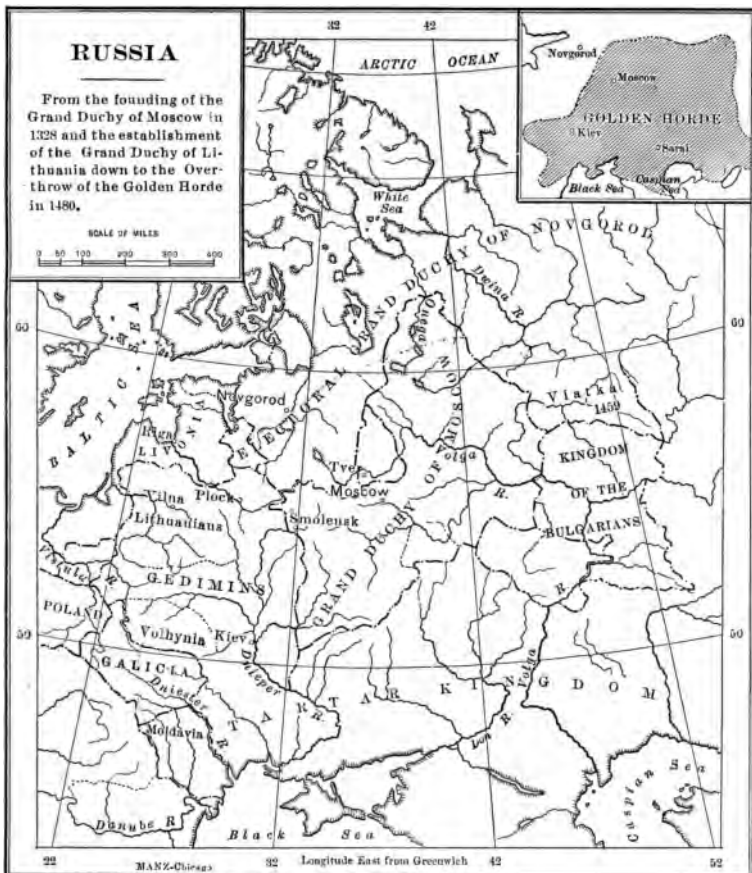 RUSSIA
From the founding of the
Grand Duchy of Moscow in
1328 and the establishment
of the Grand Duchy of Li-
thuania down to the Over-
throw of the Golden Horde
in 1480.
SCALE OF MILES
0 50 100 200 300 400
32 42
ARCTIC OCEAN
Novgorod
Moscow
GOLDEN HORDE
Kiev
Sarai
Black Sea
Caspian Sea
White Sea
ELECTORAL GRAND DUCHY OF NOVGOROD
Dwina R.
Onega
60 60
BALTIC SEA
Novgorod
Viatka
1459
Riga
LIVONIA
Tver
Volga R.
KINGDOM
OF THE
BULGARIANS
Moscow
GRAND DUCHY OF MOSCOW
Vilna Plock
Lithuanians
Smolensk
Vistula R.
GEDIMINS
POLAND
Volhynia Kiev
50 50
GALICIA
Dniester R.
Dnieper R.
TARTAR KINGDOM
Volga R.
Don R.
Moldavia
Caspian Sea
Danube R
Black Sea
22 32 42 52
MANZ-Chicago
Longitude East from Greenwich